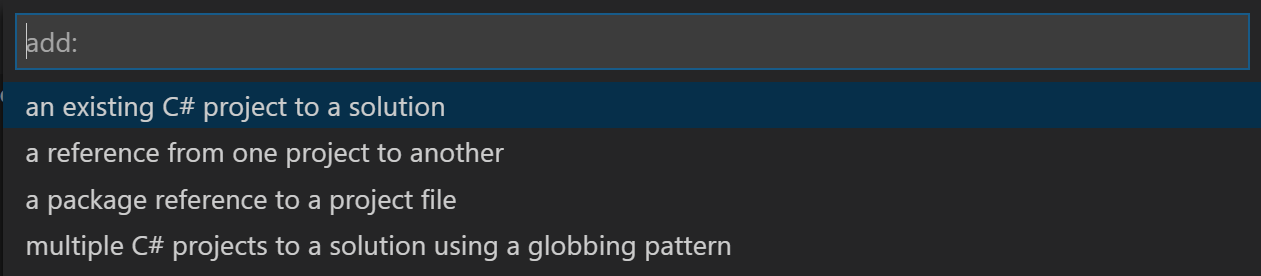 add:
an existing C# project to a solution
a reference from one project to another
a package reference to a project file
multiple C# projects to a solution using a globbing pattern